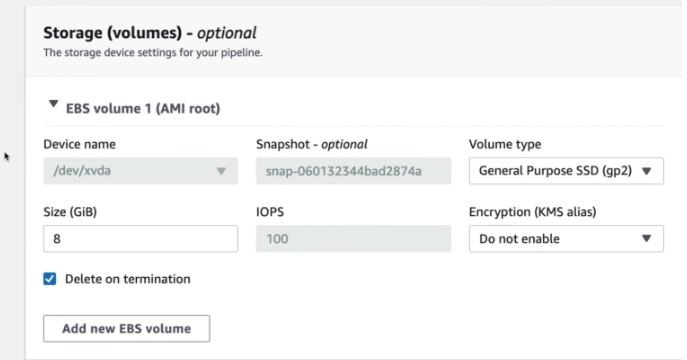 Storage (volumes) - optional
The storage device settings for your pipeline.
EBS volume 1 (AMI root)
Device name
Snapshot - optional
Volume type
/dev/xvda
snap-060132344bad2874a
General Purpose SSD (gp2)
Size (GiB)
IOPS
Encryption (KMS alias)
8
100
Do not enable
Delete on termination
Add new EBS volume